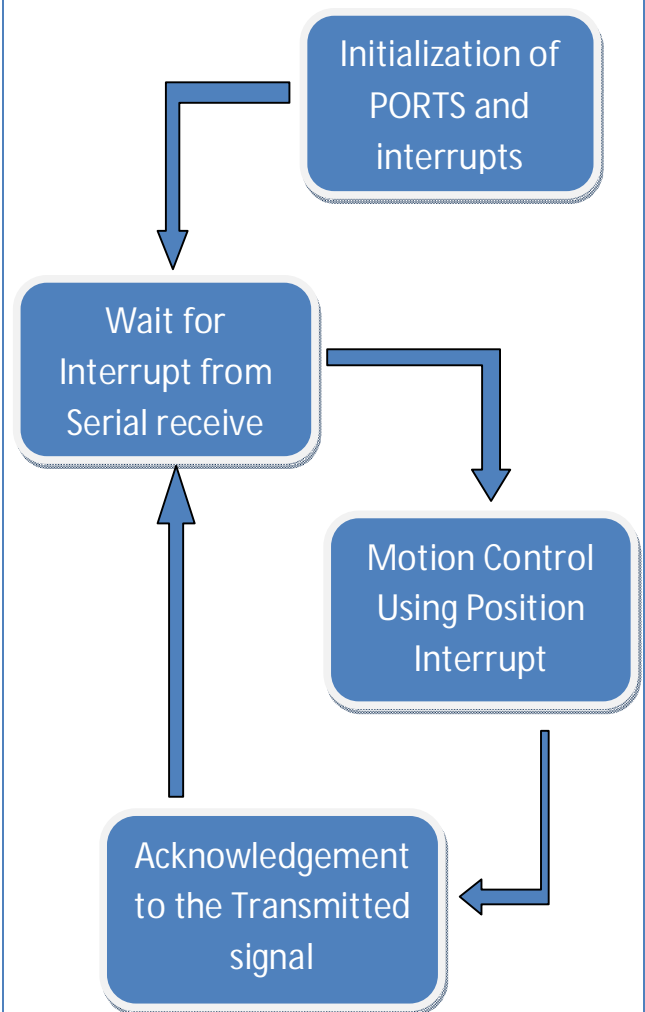 Initialization of
PORTS and
interrupts
Wait for
Interrupt from
Serial receive
Motion Control
Using Position
Interrupt
Acknowledgement
to the Transmitted
signal